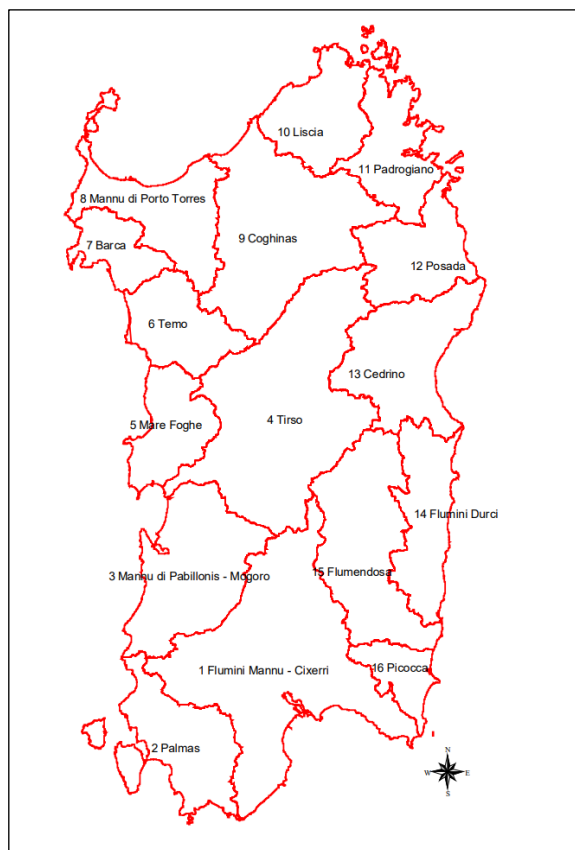 10 Liscia
11 Padrogiano
8 Mannu di Porto Torres
9 Coghinas
7 Barca
12 Posada
6 Temo
13 Cedrino
4 Tirso
5 Mare Foghe
14 Flumini Durci
15 Flumendosa
3 Mannu di Pabillonis - Mogoro
16 Picocca
1 Flumini Mannu - Cixerri
2 Palmas
N
W E
S